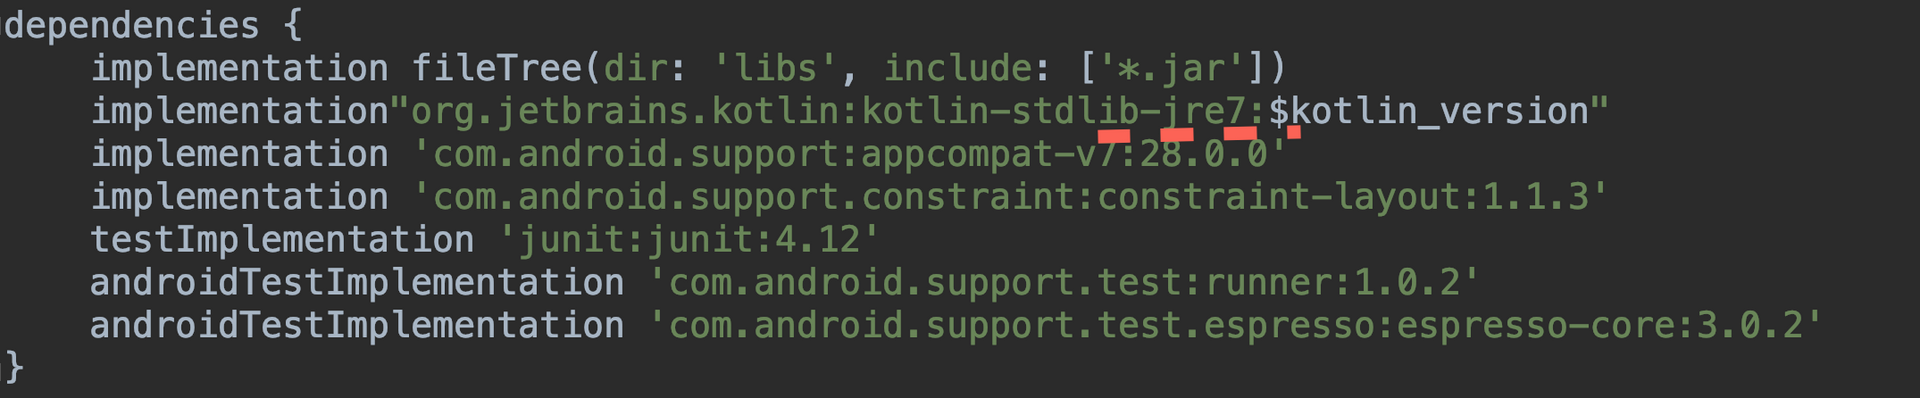 dependencies {
implementation fileTree(dir: 'libs', include: ['*.jar'])
implementation"org.jetbrains.kotlin:kotlin-stdlib-jre7:$kotlin_version"
implementation 'com.android.support:appcompat-v7:28.0.0'
implementation 'com.android.support.constraint:constraint-layout:1.1.3'
testImplementation 'junit:junit:4.12'
androidTestImplementation 'com.android.support.test:runner:1.0.2'
androidTestImplementation 'com.android.support.test.espresso:espresso-core:3.0.2'
}